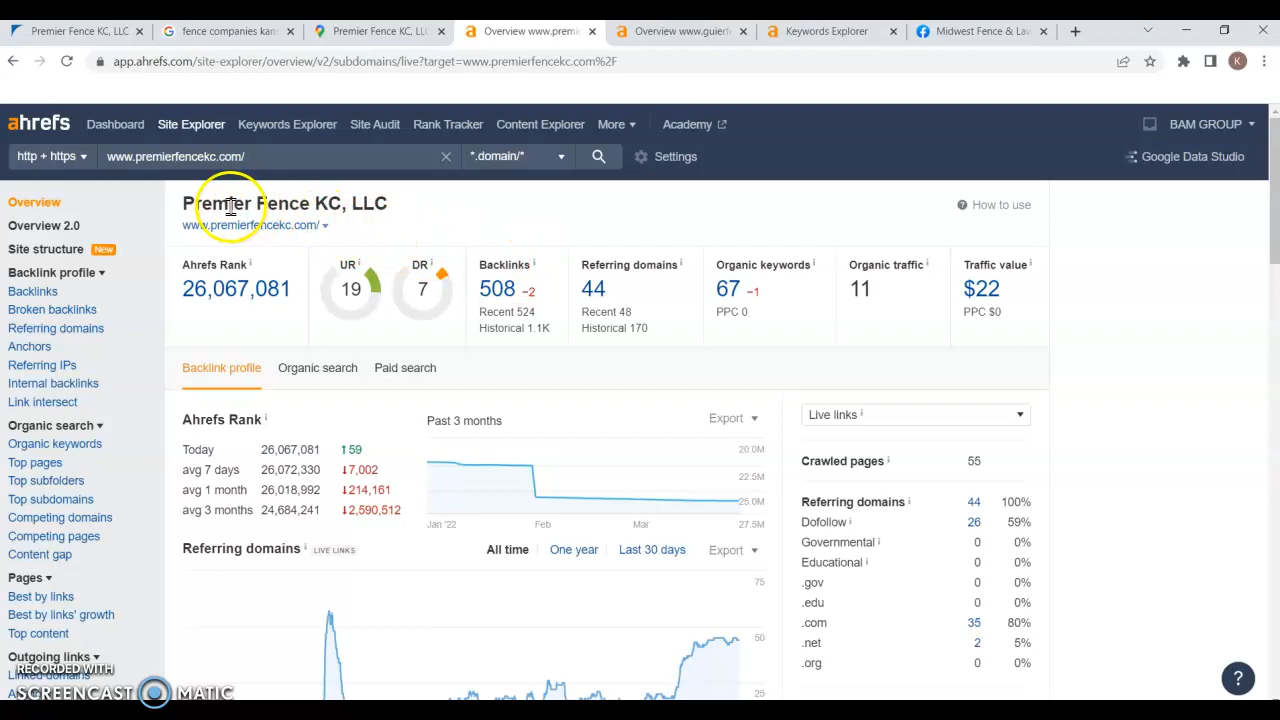 Premier Fence KC, LLC
fence companies kan
Premier Fence KC, LLC
Overview www.premi
Overview www.guierf
Keywords Explorer
Midwest Fence & Law
app.ahrefs.com/site-explorer/overview/v2/subdomains/live?target=www.premierfencekc.com%2F
K
ahrefs
Dashboard
Site Explorer
Keywords Explorer
Site Audit
Rank Tracker
Content Explorer
More
Academy
BAM GROUP
http + https
www.premierfencekc.com/
*.domain/*
Settings
Google Data Studio
Overview
Overview 2.0
Site structure New
Backlink profile
Backlinks
Broken backlinks
Referring domains
Anchors
Referring IPs
Internal backlinks
Link intersect
Organic search
Organic keywords
Top pages
Top subfolders
Top subdomains
Competing domains
Competing pages
Content gap
Pages
Best by links
Best by links' growth
Top content
Outgoing links
Premier Fence KC, LLC
www.premierfencekc.com/
How to use
Ahrefs Rank
26,067,081
UR
19
DR
7
Backlinks
508 –2
Recent 524
Historical 1.1K
Referring domains
44
Recent 48
Historical 170
Organic keywords
67 –1
PPC 0
Organic traffic
11
Traffic value
$22
PPC $0
Backlink profile
Organic search
Paid search
Ahrefs Rank
Today 26,067,081 ↑59
avg 7 days 26,072,330 ↓7,002
avg 1 month 26,018,992 ↓214,161
avg 3 months 24,684,241 ↓2,590,512
Past 3 months
Export
20.0M
22.5M
25.0M
27.5M
Jan '22 Feb Mar
Referring domains LIVE LINKS
All time
One year
Last 30 days
Export
75
50
25
Live links
Crawled pages 55
Referring domains 44 100%
Dofollow 26 59%
Governmental 0 0%
Educational 0 0%
.gov 0 0%
.edu 0 0%
.com 35 80%
.net 2 5%
.org 0 0%
?
RECORDED WITH
SCREENCAST MATIC